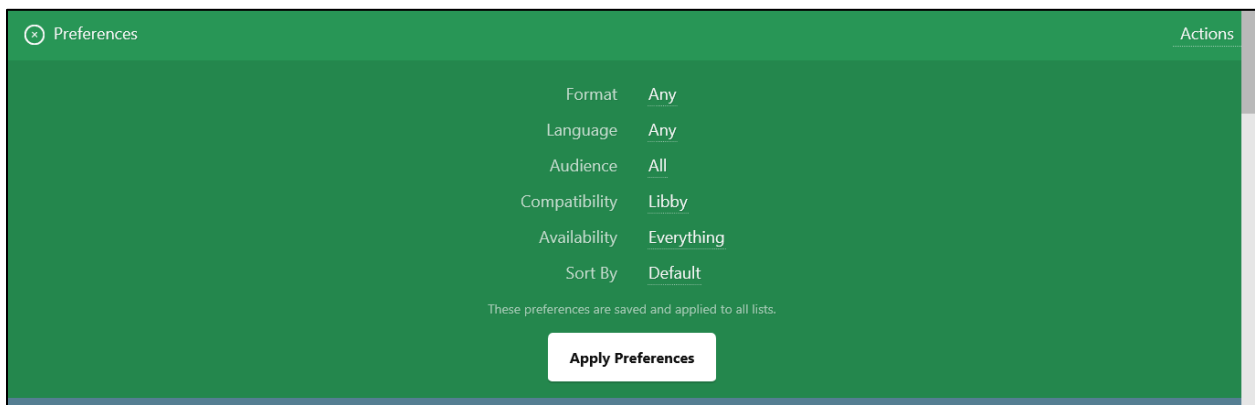 Preferences
Actions
Format Any
Language Any
Audience All
Compatibility Libby
Availability Everything
Sort By Default
These preferences are saved and applied to all lists.
Apply Preferences